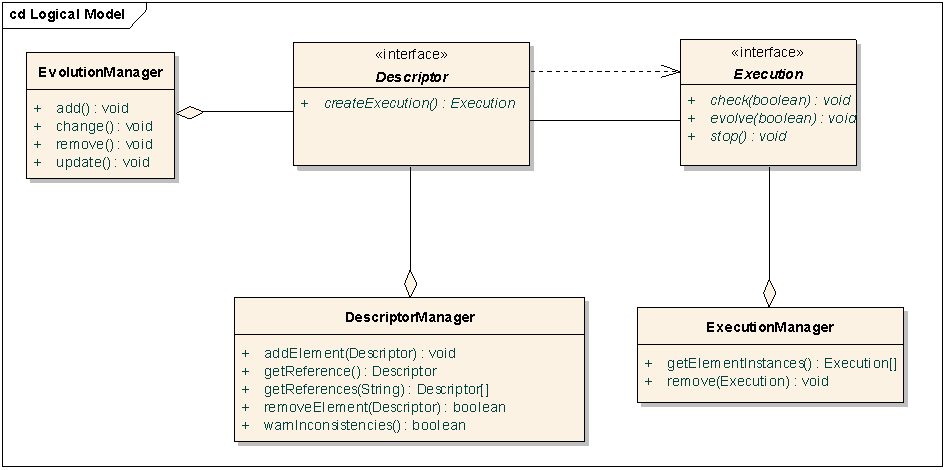 cd Logical Model
EvolutionManager
+ add() : void
+ change() : void
+ remove() : void
+ update() : void
«interface»
Descriptor
+ createExecution() : Execution
«interface»
Execution
+ check(boolean) : void
+ evolve(boolean) : void
+ stop() : void
DescriptorManager
+ addElement(Descriptor) : void
+ getReference() : Descriptor
+ getReferences(String) : Descriptor[]
+ removeElement(Descriptor) : boolean
+ warnInconsistencies() : boolean
ExecutionManager
+ getElementInstances() : Execution[]
+ remove(Execution) : void